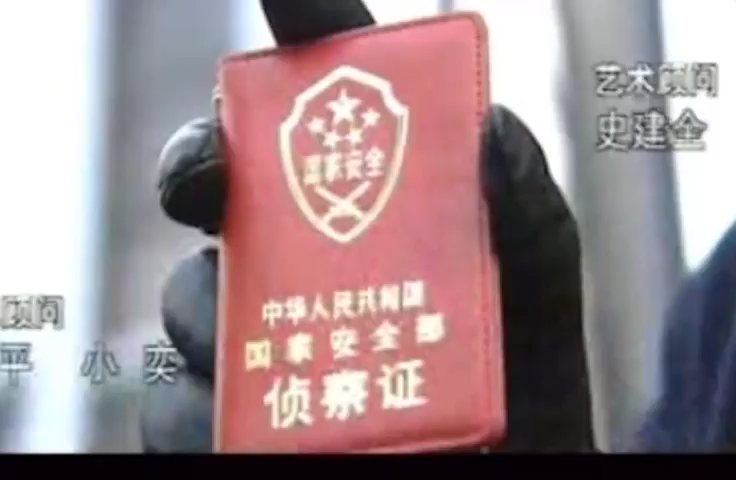 艺术顾问
史建全
国家安全
中华人民共和国
国家安全部
侦察证
顾问
平 小奕